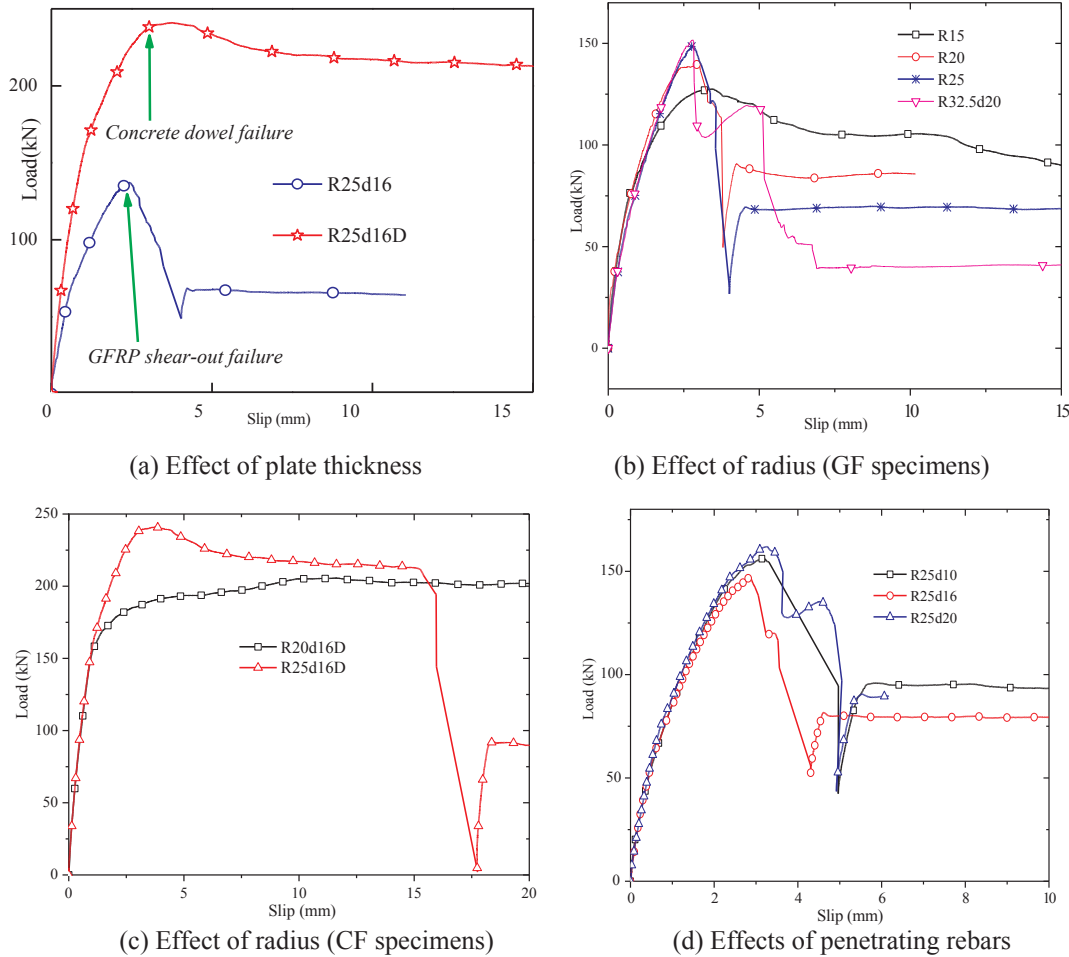 200
100
0
5
10
15
Load(kN)
Slip (mm)
Concrete dowel failure
GFRP shear-out failure
R25d16
R25d16D
(a) Effect of plate thickness
150
125
100
75
50
25
0
0
5
10
15
Load(kN)
Slip (mm)
R15
R20
R25
R32.5d20
(b) Effect of radius (GF specimens)
250
200
150
100
50
0
0
5
10
15
20
Load (kN)
Slip (mm)
R20d16D
R25d16D
(c) Effect of radius (CF specimens)
150
100
50
0
0
2
4
6
8
10
Load (kN)
Slip (mm)
R25d10
R25d16
R25d20
(d) Effects of penetrating rebars